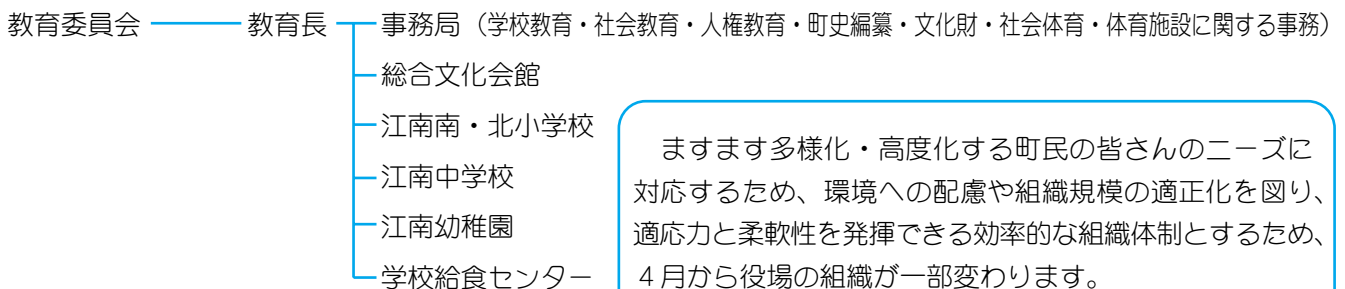 教育委員会 教育長 事務局（学校教育・社会教育・人権教育・町史編纂・文化財・社会体育・体育施設に関する事務）
総合文化会館
江南南・北小学校
江南中学校
江南幼稚園
学校給食センター
ますます多様化・高度化する町民の皆さんのニーズに
対応するため、環境への配慮や組織規模の適正化を図り、
適応力と柔軟性を発揮できる効率的な組織体制とするため、
４月から役場の組織が一部変わります。